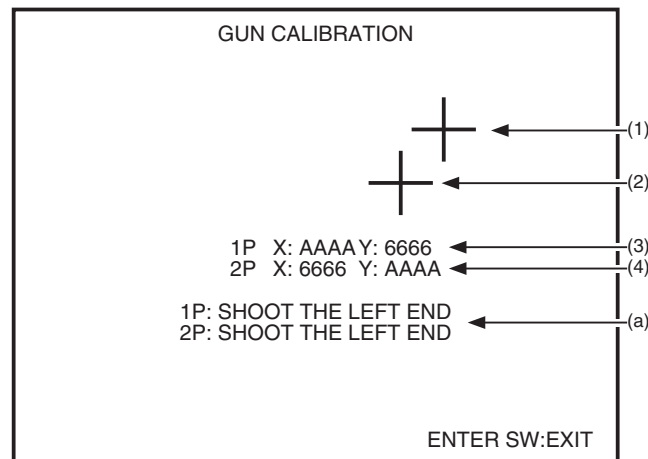 GUN CALIBRATION
(1)
(2)
1P X: AAAA Y: 6666
(3)
2P X: 6666 Y: AAAA
(4)
1P: SHOOT THE LEFT END
2P: SHOOT THE LEFT END
(a)
ENTER SW:EXIT